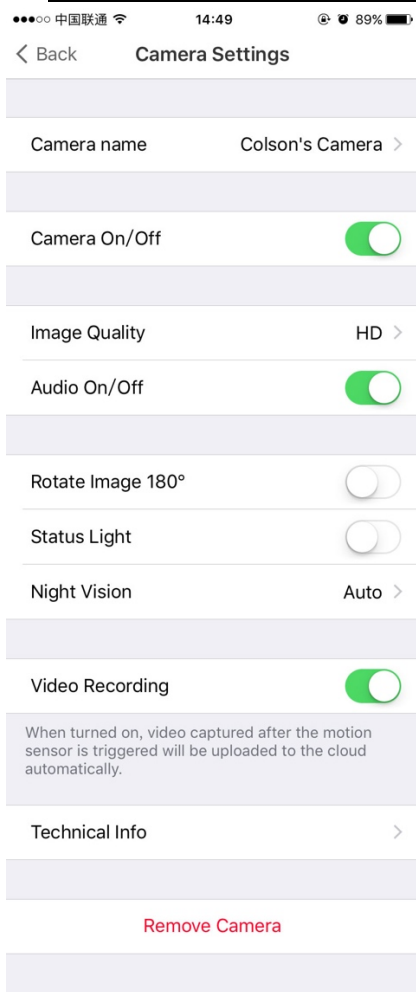 中国联通 14:49 89%
Back Camera Settings
Camera name Colson's Camera
Camera On/Off
Image Quality HD
Audio On/Off
Rotate Image 180°
Status Light
Night Vision Auto
Video Recording
When turned on, video captured after the motion
sensor is triggered will be uploaded to the cloud
automatically.
Technical Info
Remove Camera